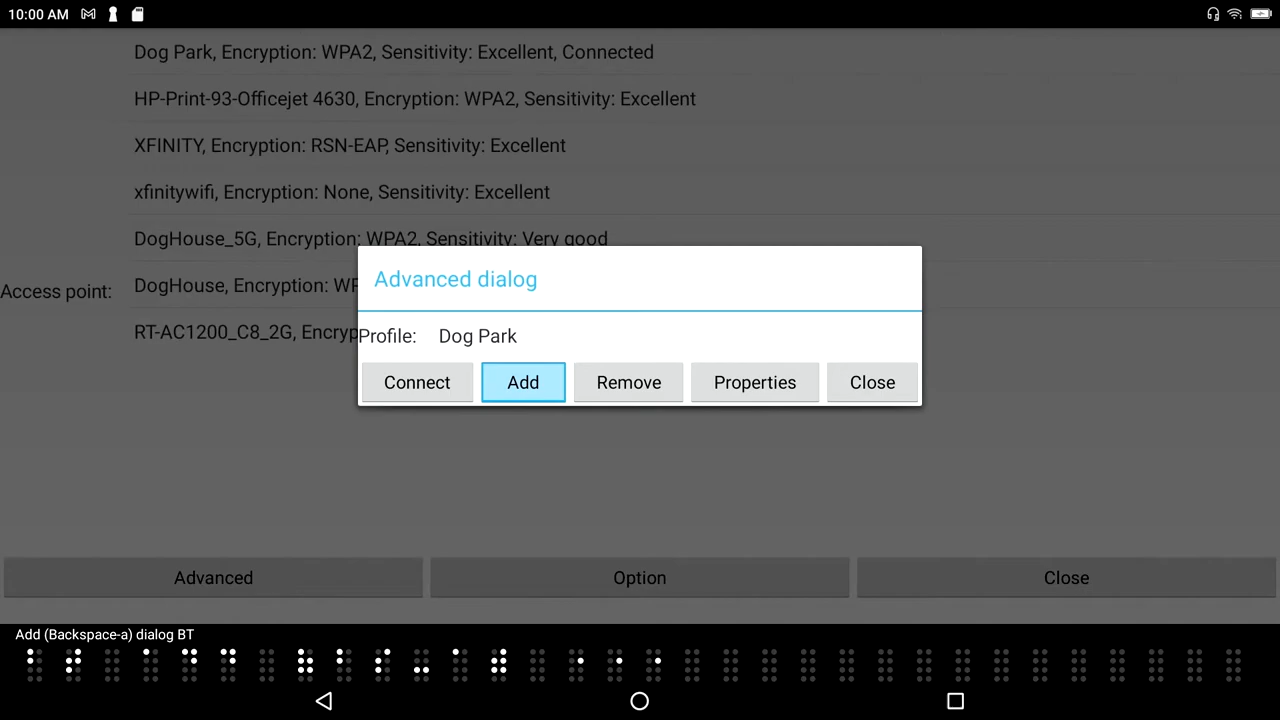 10:00 AM
Dog Park, Encryption: WPA2, Sensitivity: Excellent, Connected
HP-Print-93-Officejet 4630, Encryption: WPA2, Sensitivity: Excellent
XFINITY, Encryption: RSN-EAP, Sensitivity: Excellent
xfinitywifi, Encryption: None, Sensitivity: Excellent
DogHouse_5G, Encryption: WPA2, Sensitivity: Very good
Access point: DogHouse, Encryption: WP
RT-AC1200_C8_2G, Encryp
Advanced dialog
Profile: Dog Park
Connect Add Remove Properties Close
Advanced Option Close
Add (Backspace-a) dialog BT